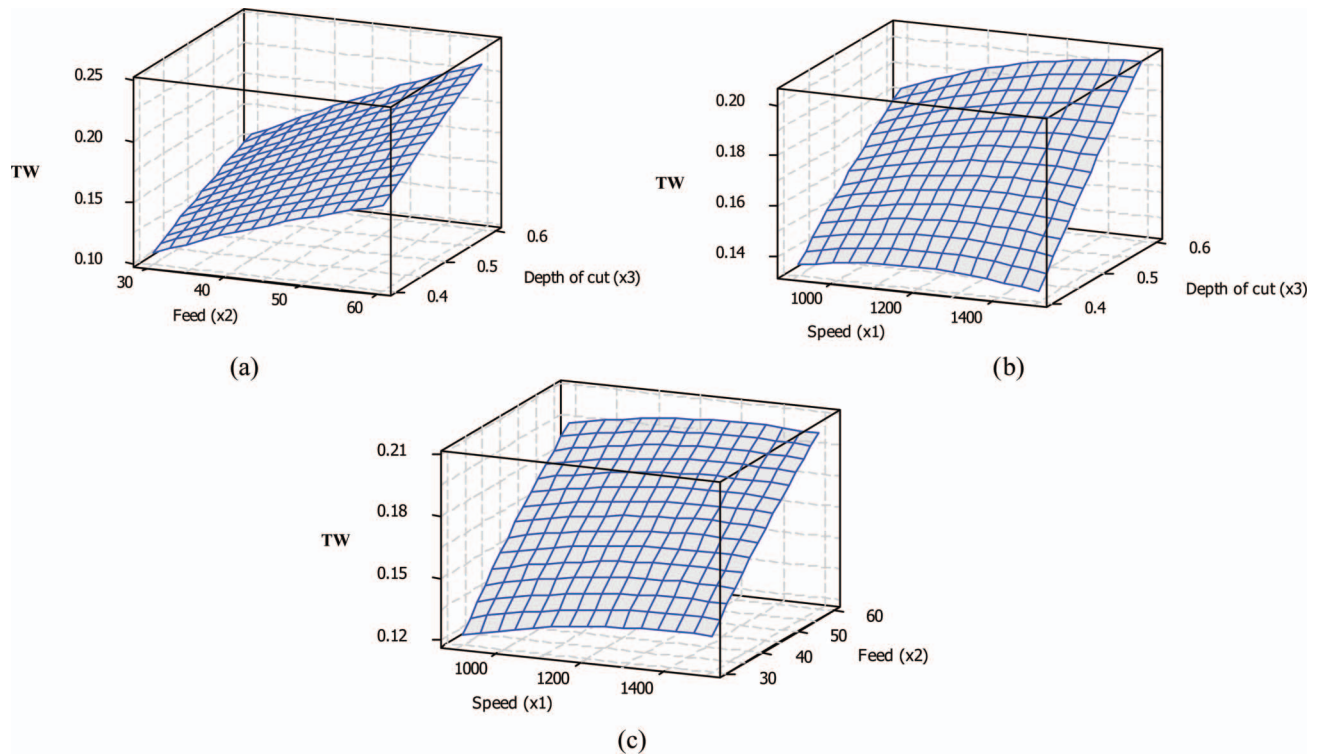 0.25
0.20
TW
0.15
0.10
30
40
50
60
Feed (x2)
0.4
0.5
0.6
Depth of cut (x3)
(a)
0.20
0.18
TW
0.16
0.14
1000
1200
1400
Speed (x1)
0.4
0.5
0.6
Depth of cut (x3)
(b)
0.21
0.18
TW
0.15
0.12
1000
1200
1400
Speed (x1)
30
40
50
60
Feed (x2)
(c)